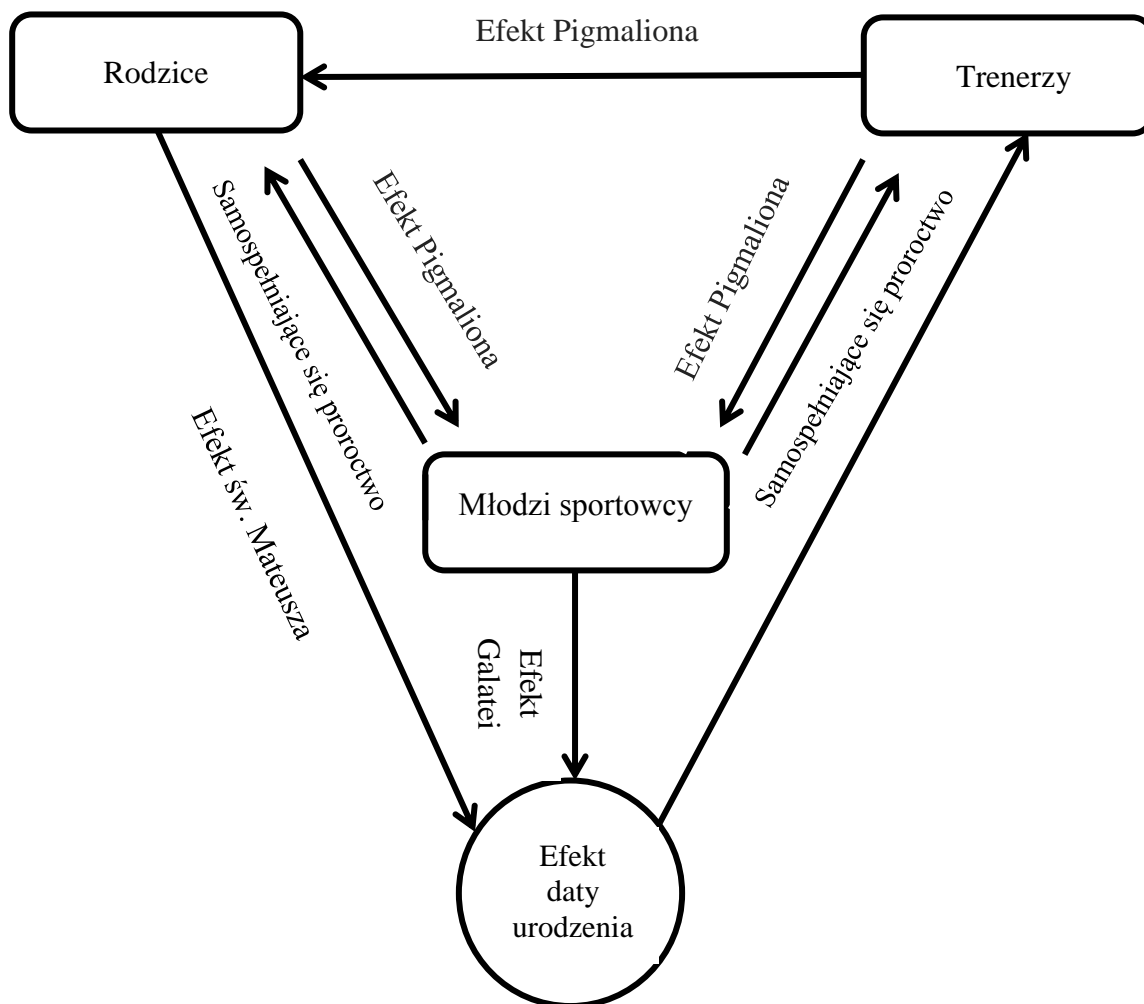 Efekt Pigmaliona
Rodzice
Trenerzy
Samospełniające się proroctwo
Efekt Pigmaliona
Efekt Pigmaliona
Samospełniające się proroctwo
Efekt św. Mateusza
Młodzi sportowcy
Efekt
Galatei
Efekt
daty
urodzenia